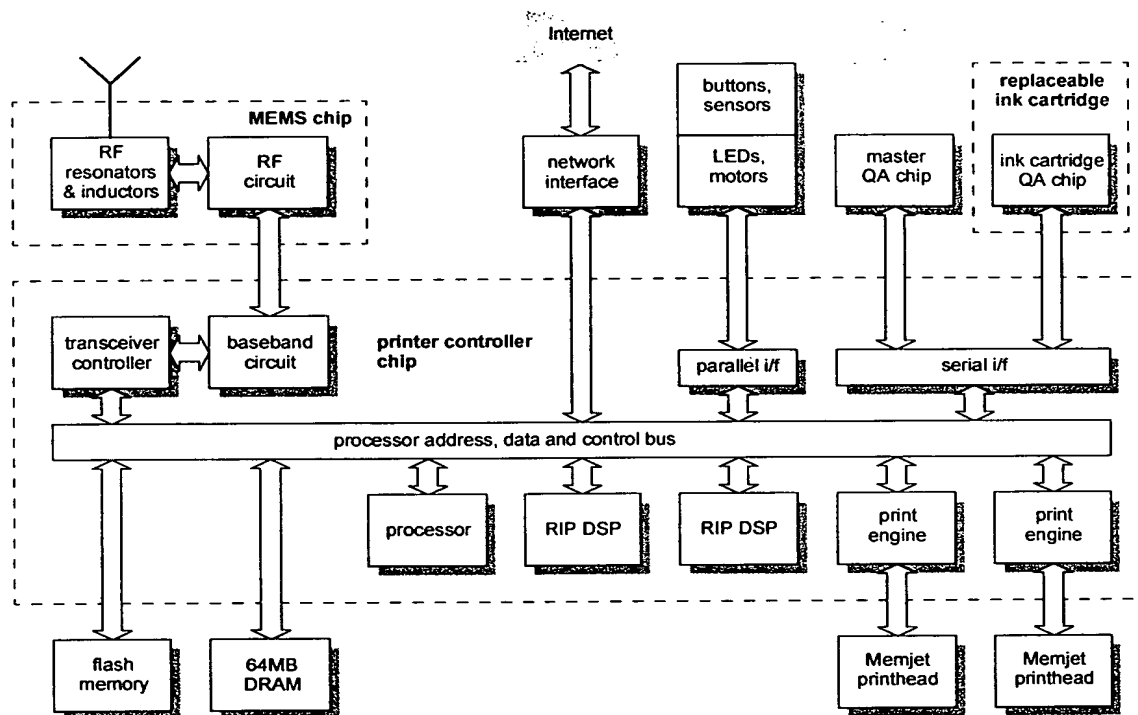 Internet
MEMS chip
RF
resonators
& inductors
RF
circuit
network
interface
buttons,
sensors
LEDs,
motors
master
QA chip
replaceable
ink cartridge
ink cartridge
QA chip
transceiver
controller
baseband
circuit
printer controller
chip
parallel i/f
serial i/f
processor address, data and control bus
processor
RIP DSP
RIP DSP
print
engine
print
engine
flash
memory
64MB
DRAM
Memjet
printhead
Memjet
printhead